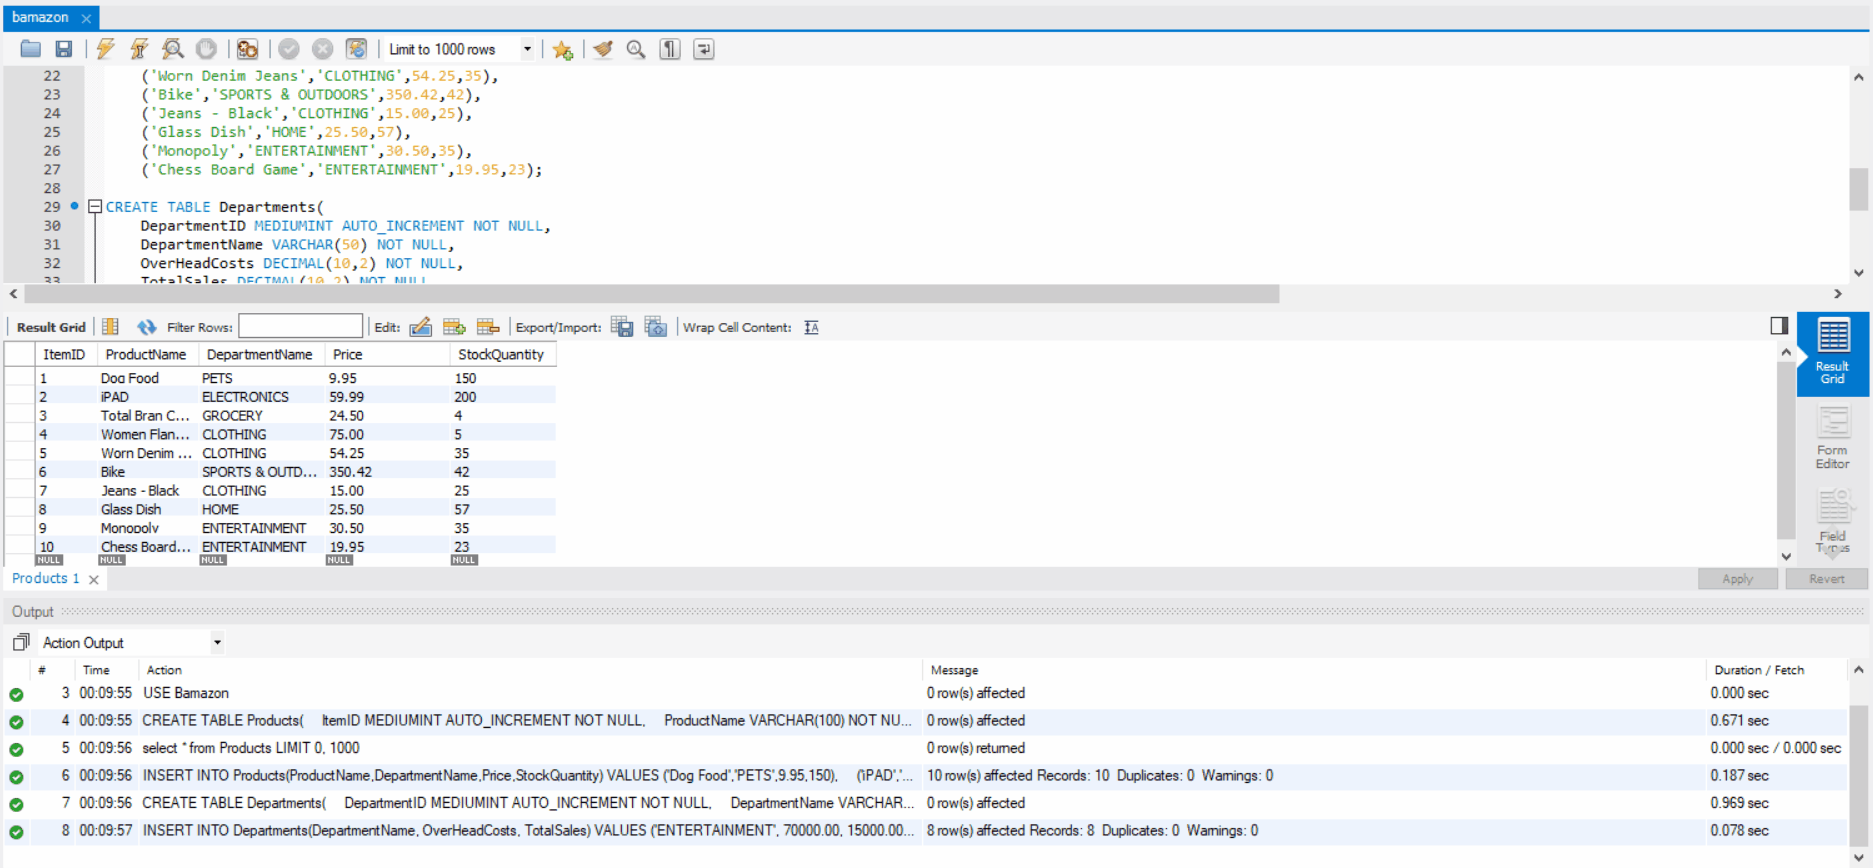 bamazon
Limit to 1000 rows
22 ('Worn Denim Jeans','CLOTHING',54.25,35),
23 ('Bike','SPORTS & OUTDOORS',350.42,42),
24 ('Jeans - Black','CLOTHING',15.00,25),
25 ('Glass Dish','HOME',25.50,57),
26 ('Monopoly','ENTERTAINMENT',30.50,35),
27 ('Chess Board Game','ENTERTAINMENT',19.95,23);
28
29 CREATE TABLE Departments(
30 DepartmentID MEDIUMINT AUTO_INCREMENT NOT NULL,
31 DepartmentName VARCHAR(50) NOT NULL,
32 OverHeadCosts DECIMAL(10,2) NOT NULL,
33 TotalSales DECIMAL(10,2) NOT NULL
Result Grid Filter Rows: Edit: Export/Import: Wrap Cell Content:
ItemID ProductName DepartmentName Price StockQuantity
1 Dog Food PETS 9.95 150
2 iPAD ELECTRONICS 59.99 200
3 Total Bran C... GROCERY 24.50 4
4 Women Flan... CLOTHING 75.00 5
5 Worn Denim ... CLOTHING 54.25 35
6 Bike SPORTS & OUTD... 350.42 42
7 Jeans - Black CLOTHING 15.00 25
8 Glass Dish HOME 25.50 57
9 Monopoly ENTERTAINMENT 30.50 35
10 Chess Board... ENTERTAINMENT 19.95 23
NULL NULL NULL NULL NULL
Result
Grid
Form
Editor
Field
Types
Products 1 Apply Revert
Output
Action Output
# Time Action Message Duration / Fetch
3 00:09:55 USE Bamazon 0 row(s) affected 0.000 sec
4 00:09:55 CREATE TABLE Products( ItemID MEDIUMINT AUTO_INCREMENT NOT NULL, ProductName VARCHAR(100) NOT NU... 0 row(s) affected 0.671 sec
5 00:09:56 select * from Products LIMIT 0, 1000 0 row(s) returned 0.000 sec / 0.000 sec
6 00:09:56 INSERT INTO Products(ProductName,DepartmentName,Price,StockQuantity) VALUES ('Dog Food','PETS',9.95,150), ('iPAD','... 10 row(s) affected Records: 10 Duplicates: 0 Warnings: 0 0.187 sec
7 00:09:56 CREATE TABLE Departments( DepartmentID MEDIUMINT AUTO_INCREMENT NOT NULL, DepartmentName VARCHAR... 0 row(s) affected 0.969 sec
8 00:09:57 INSERT INTO Departments(DepartmentName, OverHeadCosts, TotalSales) VALUES ('ENTERTAINMENT', 70000.00, 15000.00... 8 row(s) affected Records: 8 Duplicates: 0 Warnings: 0 0.078 sec